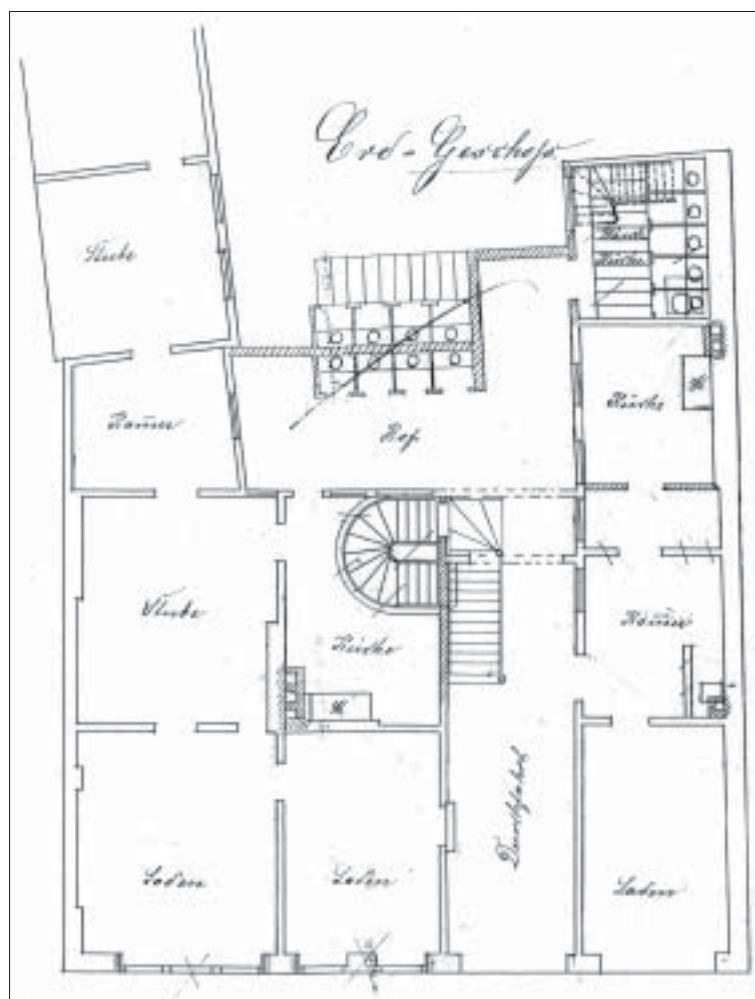 Erd-Geschoss.
Stube
Küche
Kammer
Hof
Stube
Küche
Kammer
Durchfahrt
Laden
Laden
Laden